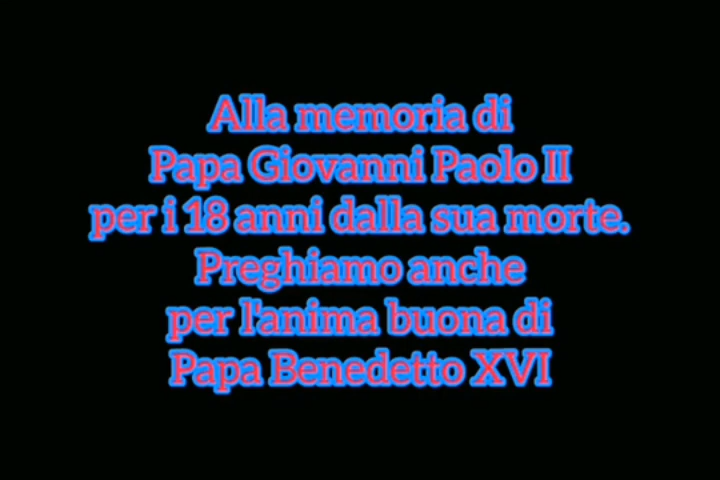 Alla memoria di
Papa Giovanni Paolo II
per i 18 anni dalla sua morte.
Preghiamo anche
per l'anima buona di
Papa Benedetto XVI